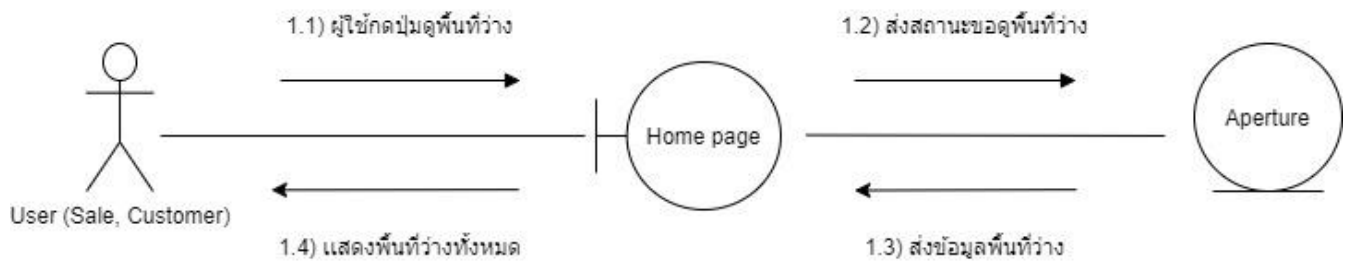 1.1) ผู้ใช้กดปุ่มดูพื้นที่ว่าง
1.2) ส่งสถานะขอดูพื้นที่ว่าง
Home page
Aperture
User (Sale, Customer)
1.4) แสดงพื้นที่ว่างทั้งหมด
1.3) ส่งข้อมูลพื้นที่ว่าง